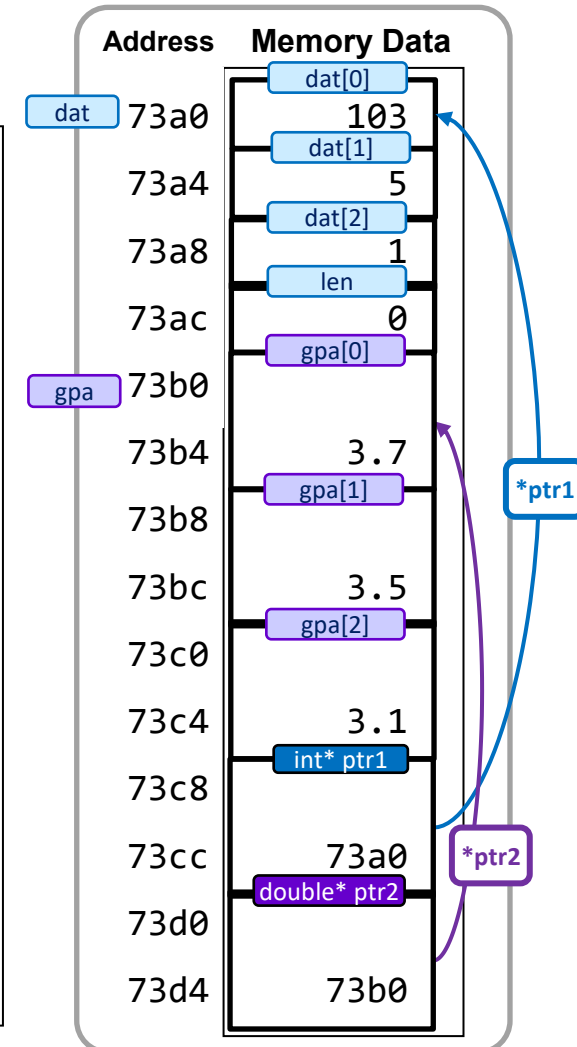 Address Memory Data
dat[0]
dat 73a0 103
dat[1]
73a4 5
dat[2]
73a8 1
len
73ac 0
gpa[0]
gpa 73b0
73b4 3.7
gpa[1]
*ptr1
73b8
73bc 3.5
gpa[2]
73c0
73c4 3.1
int* ptr1
73c8
73cc 73a0
*ptr2
double* ptr2
73d0
73d4 73b0